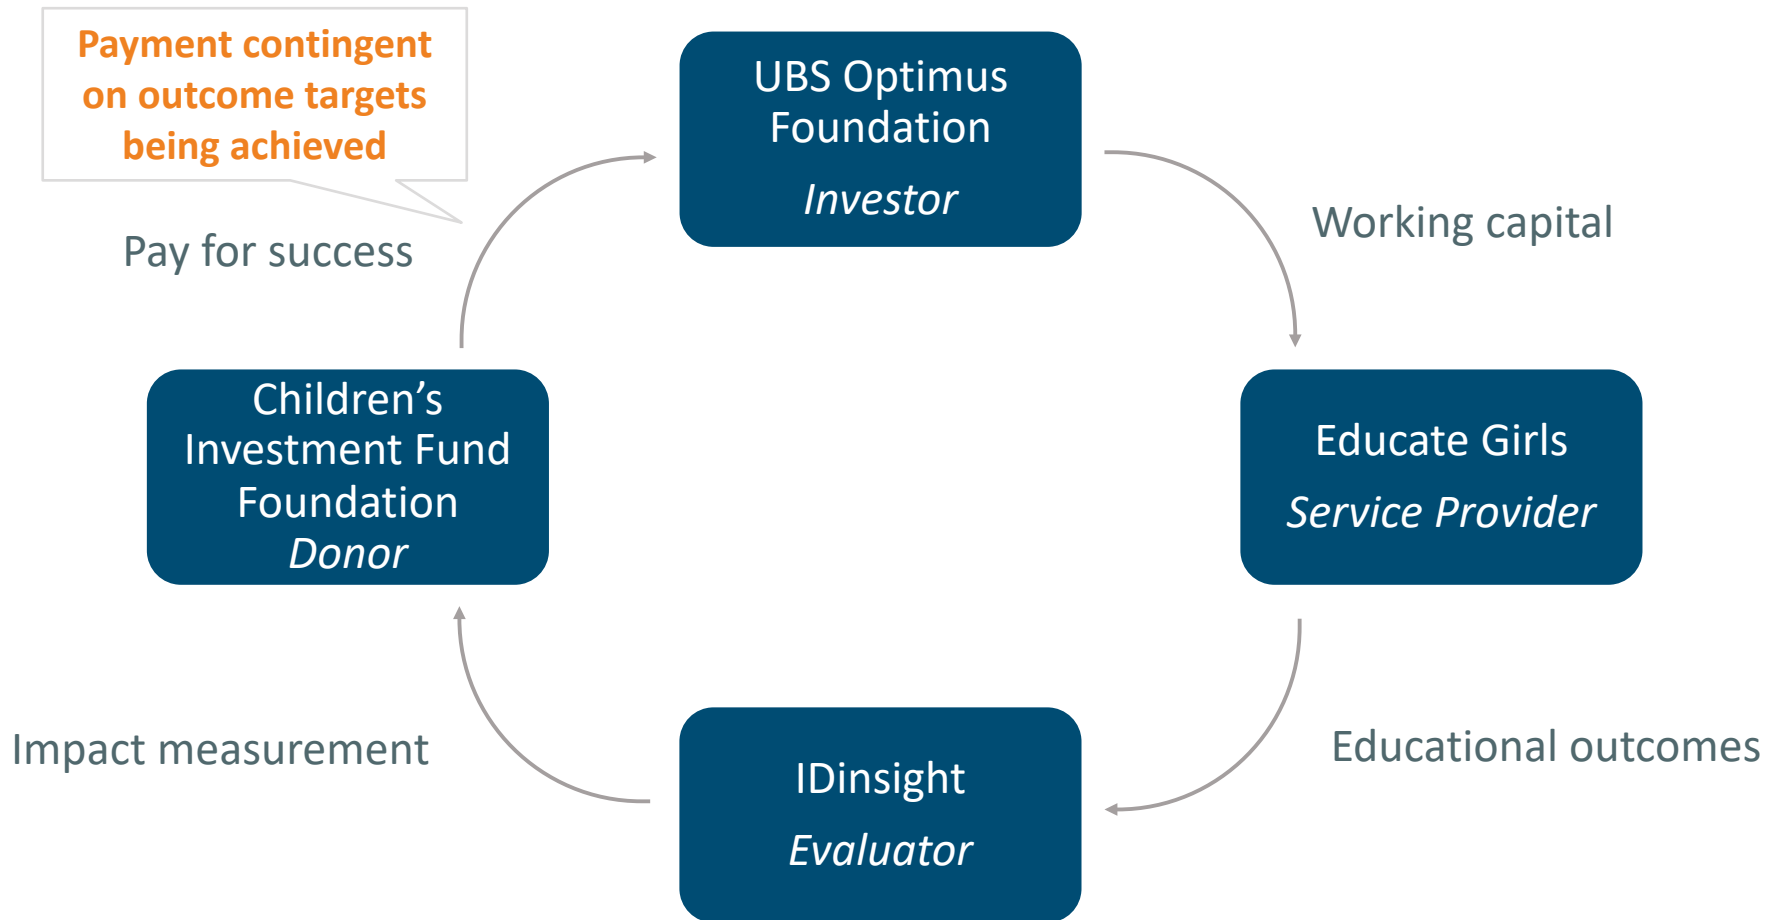 Payment contingent
on outcome targets
being achieved
UBS Optimus
Foundation
Investor
Pay for success
Working capital
Children’s
Investment Fund
Foundation
Donor
Educate Girls
Service Provider
Impact measurement
Educational outcomes
IDinsight
Evaluator